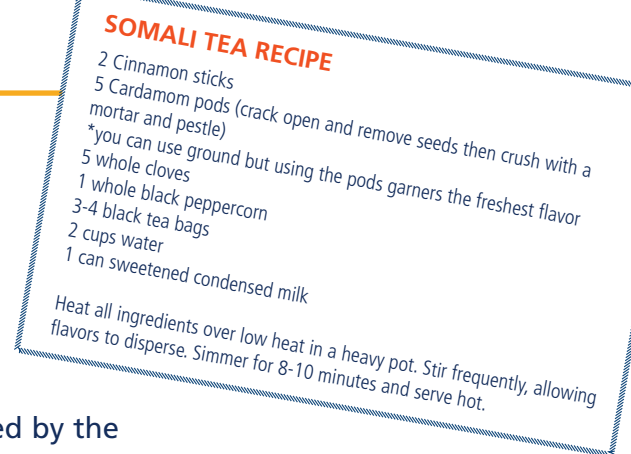 SOMALI TEA RECIPE
2 Cinnamon sticks
5 Cardamom pods (crack open and remove seeds then crush with a
mortar and pestle)
*you can use ground but using the pods garners the freshest flavor
5 whole cloves
1 whole black peppercorn
3-4 black tea bags
2 cups water
1 can sweetened condensed milk
Heat all ingredients over low heat in a heavy pot. Stir frequently, allowing
flavors to disperse. Simmer for 8-10 minutes and serve hot.
ed by the